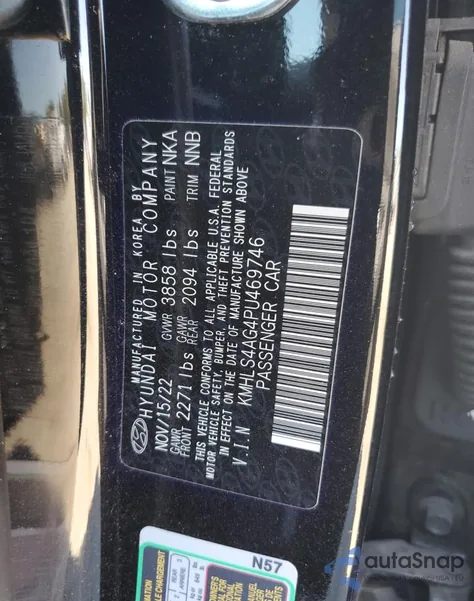 MANUFACTURED IN KOREA BY
HYUNDAI MOTOR COMPANY
NOV/15/22 GVWR 3858 lbs PAINT NKA
GAWR FRONT 2271 lbs GAWR REAR 2094 lbs TRIM NNB
THIS VEHICLE CONFORMS TO ALL APPLICABLE U.S.A. FEDERAL
MOTOR VEHICLE SAFETY, BUMPER, AND THEFT PREVENTION STANDARDS
IN EFFECT ON THE DATE OF MANUFACTURE SHOWN ABOVE
V.I.N KMHLS4AG4PU469746
PASSENGER CAR
N57
REAR
autoSnap